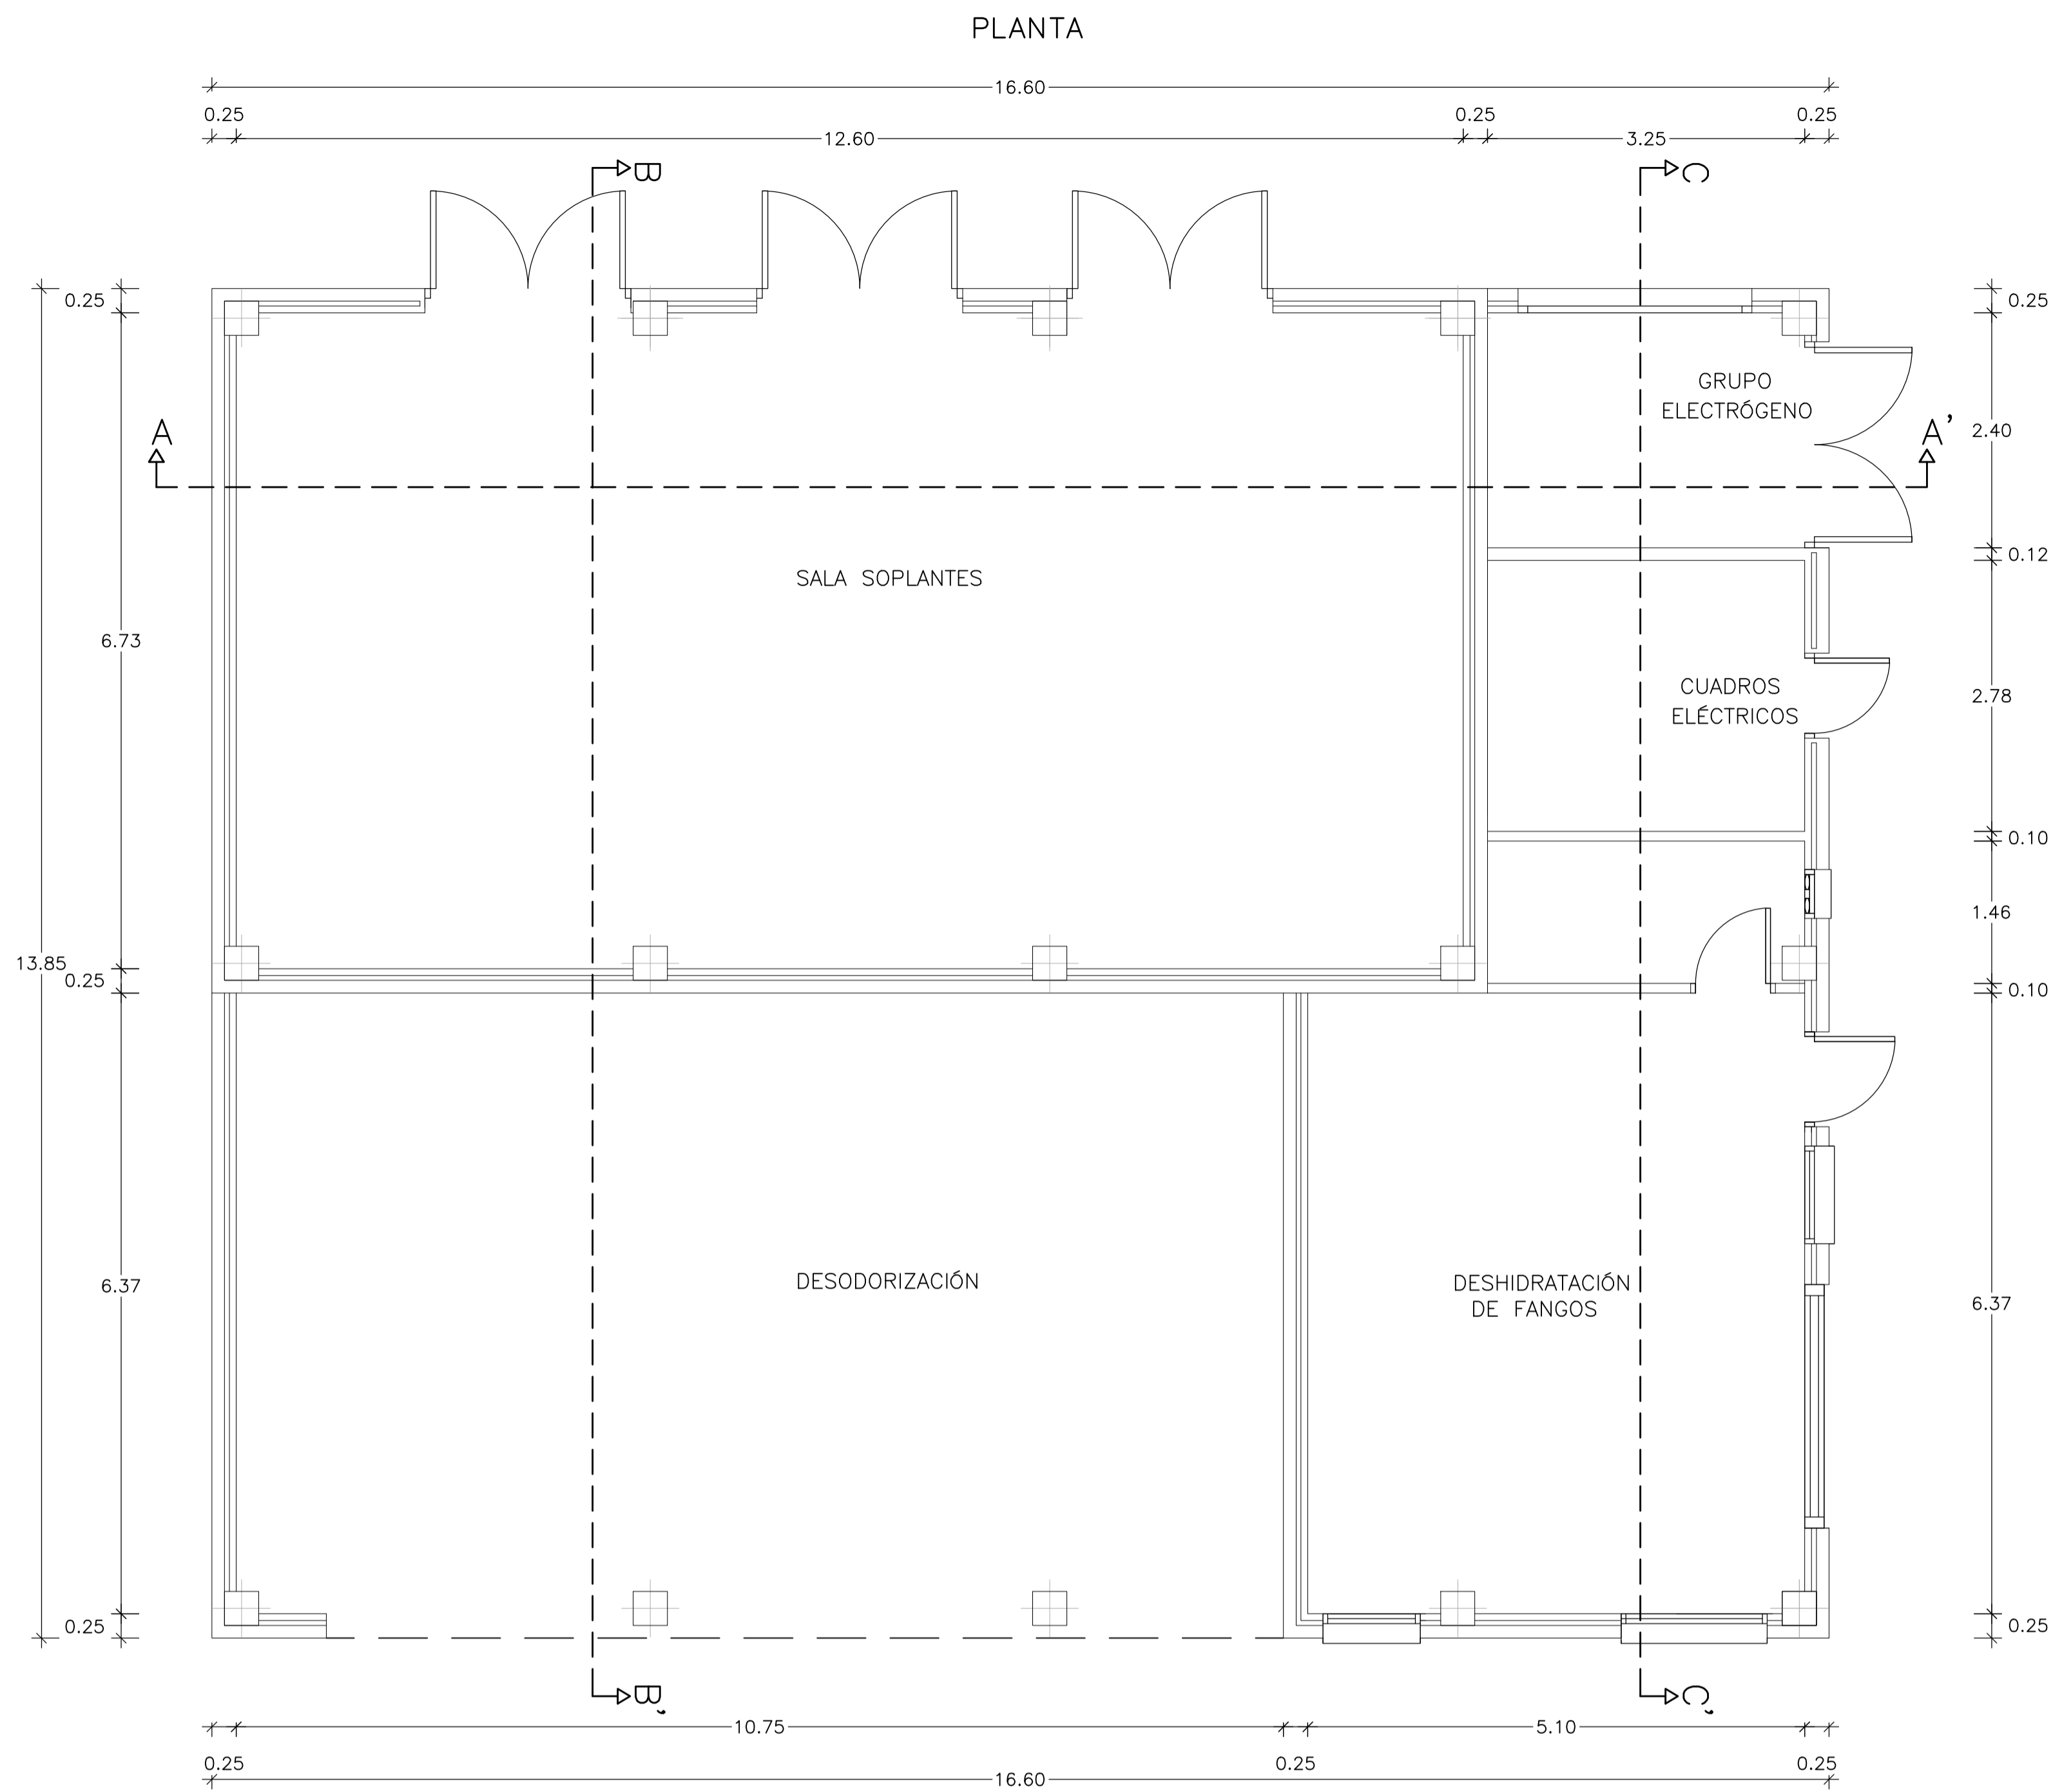 PLANTA
16.60
0.25
0.25
0.25
12.60
3.25
B
C
0.25
0.25
GRUPO
ELECTRÓGENO
2.40
A
A'
0.12
SALA SOPLANTES
6.73
CUADROS
ELÉCTRICOS
2.78
0.10
1.46
13.85
0.25
0.10
DESODORIZACIÓN
DESHIDRATACIÓN
DE FANGOS
6.37
6.37
0.25
0.25
B'
C'
10.75
5.10
0.25
0.25
0.25
16.60